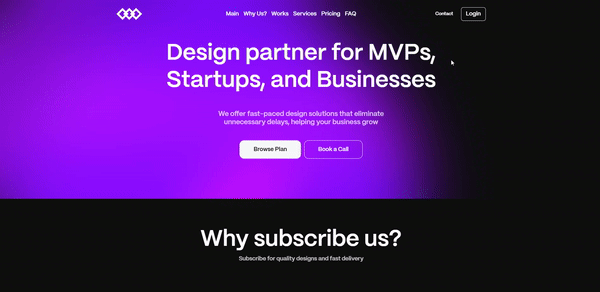 Main Why Us? Works Services Pricing FAQ Contact Login
Design partner for MVPs,
Startups, and Businesses
We offer fast-paced design solutions that eliminate
unnecessary delays, helping your business grow
Browse Plan Book a Call
Why subscribe us?
Subscribe for quality designs and fast delivery